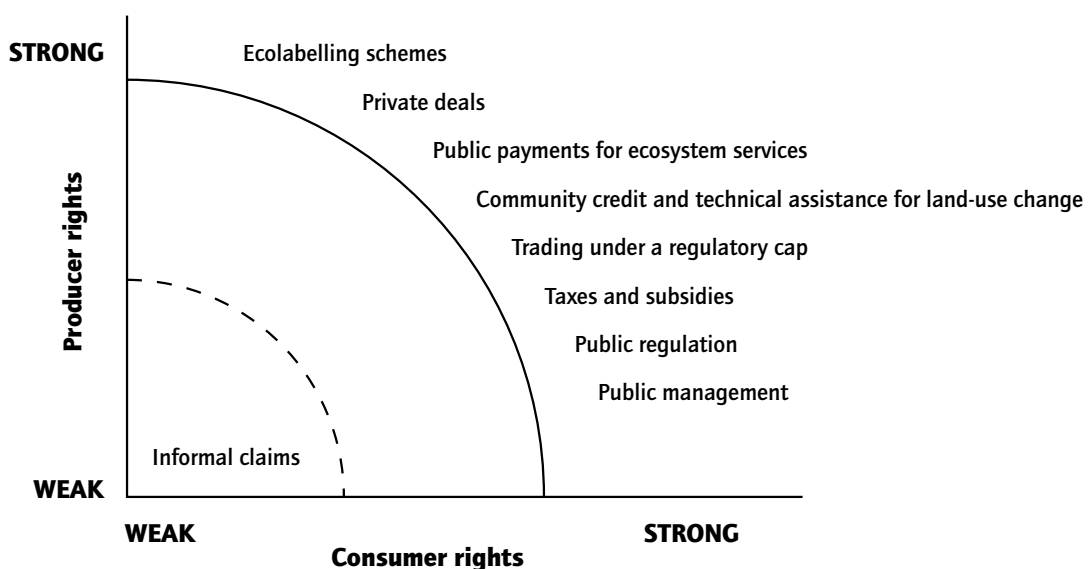 STRONG
Ecolabelling schemes
Private deals
Public payments for ecosystem services
Community credit and technical assistance for land-use change
Trading under a regulatory cap
Taxes and subsidies
Public regulation
Public management
Producer rights
Informal claims
WEAK
WEAK
STRONG
Consumer rights